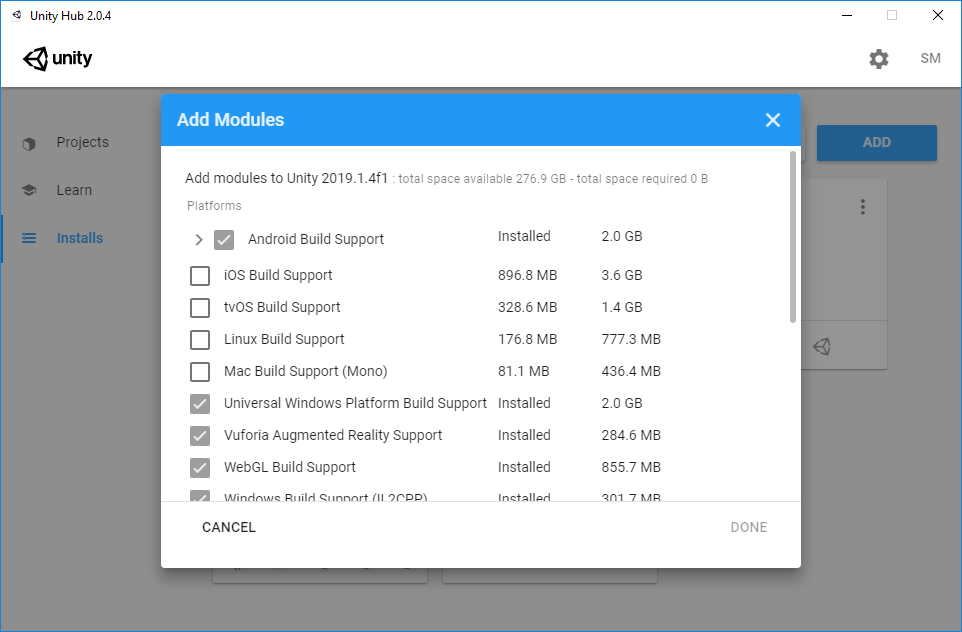 Unity Hub 2.0.4
unity
SM
Add Modules
Projects
ADD
Add modules to Unity 2019.1.4f1 : total space available 276.9 GB - total space required 0 B
Learn
Platforms
Installs
Android Build Support Installed 2.0 GB
iOS Build Support 896.8 MB 3.6 GB
tvOS Build Support 328.6 MB 1.4 GB
Linux Build Support 176.8 MB 777.3 MB
Mac Build Support (Mono) 81.1 MB 436.4 MB
Universal Windows Platform Build Support Installed 2.0 GB
Vuforia Augmented Reality Support Installed 284.6 MB
WebGL Build Support Installed 855.7 MB
Windows Build Support (IL2CPP) Installed 301.7 MB
CANCEL DONE